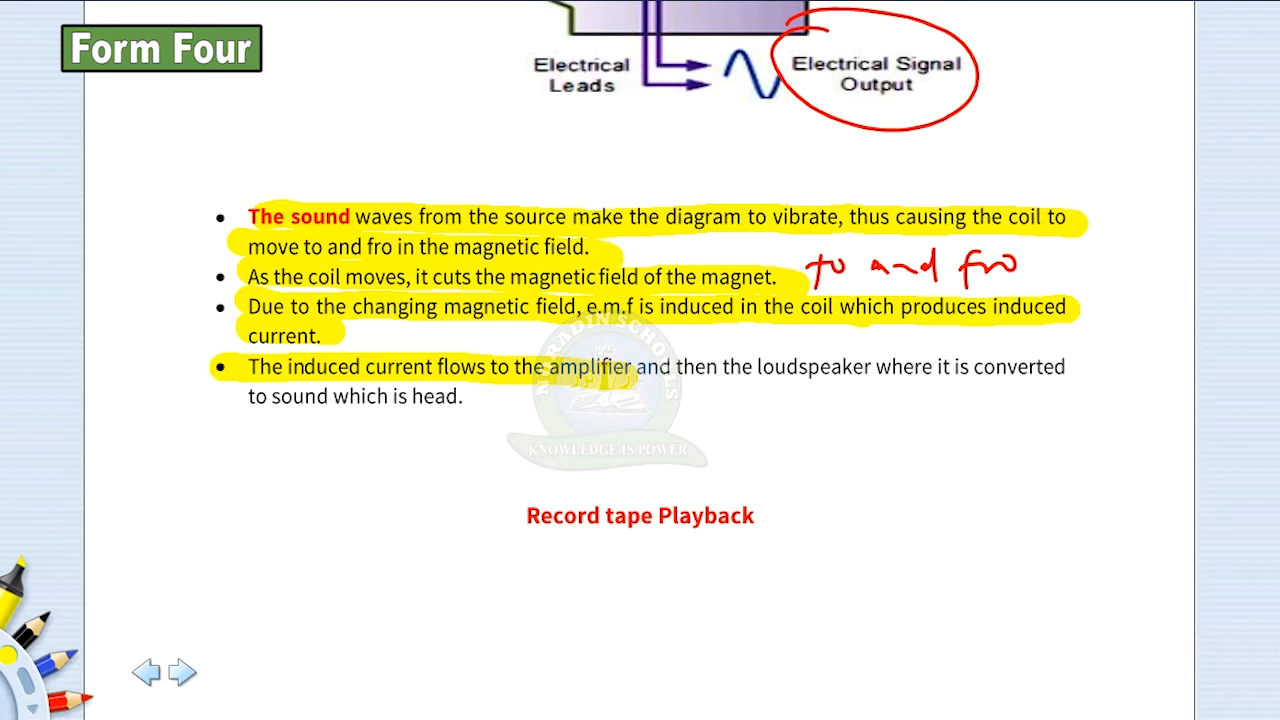 Form Four
Electrical
Leads
Electrical Signal
Output
• The sound waves from the source make the diagram to vibrate, thus causing the coil to
move to and fro in the magnetic field.
to and fro
• As the coil moves, it cuts the magnetic field of the magnet.
• Due to the changing magnetic field, e.m.f is induced in the coil which produces induced
current.
• The induced current flows to the amplifier and then the loudspeaker where it is converted
to sound which is head.
NURADIN SCHOOLS
KNOWLEDGE IS POWER
Record tape Playback